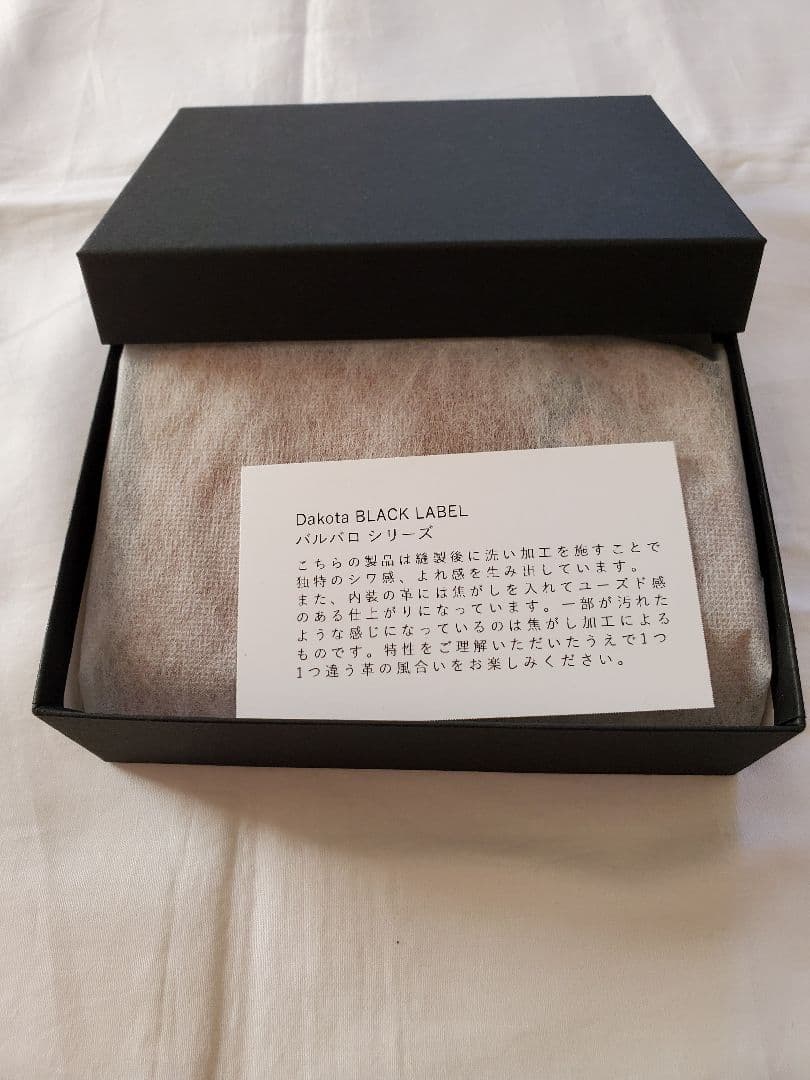 Dakota BLACK LABEL
バルバロ シリーズ
こちらの製品は縫製後に洗い加工を施すことで
独特のシワ感、よれ感を生み出しています。
また、内装の革には焦がしを入れてユーズド感
のある仕上がりになっています。一部が汚れた
ような感じになっているのは焦がし加工による
ものです。特性をご理解いただいたうえで1つ
1つ違う革の風合いをお楽しみください。